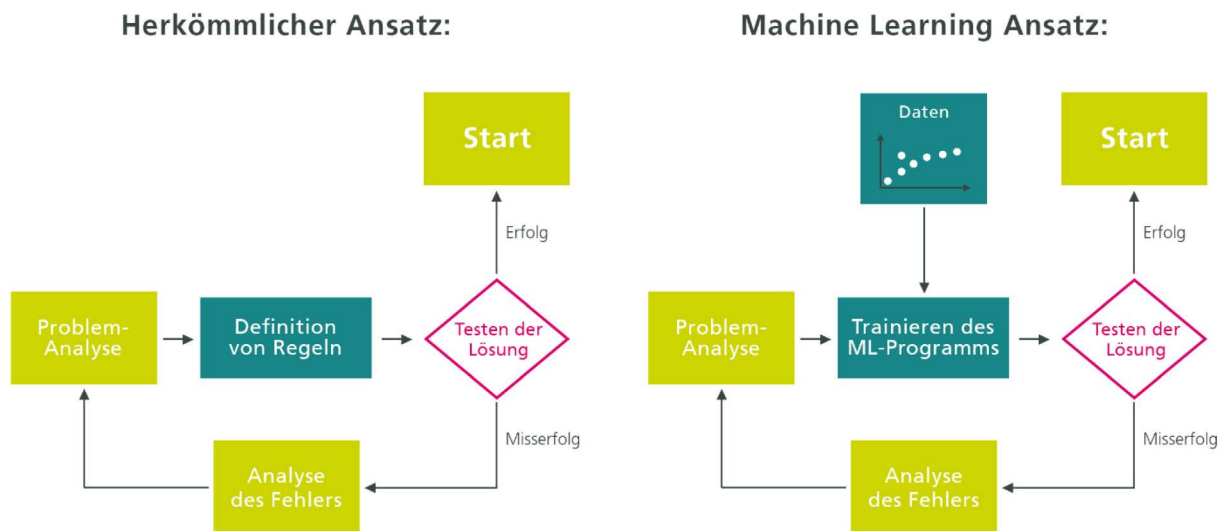 Herkömmlicher Ansatz:
Start
Erfolg
Problem-
Analyse
Definition
von Regeln
Testen der
Lösung
Misserfolg
Analyse
des Fehlers
Machine Learning Ansatz:
Daten
Start
Erfolg
Problem-
Analyse
Trainieren des
ML-Programms
Testen der
Lösung
Misserfolg
Analyse
des Fehlers